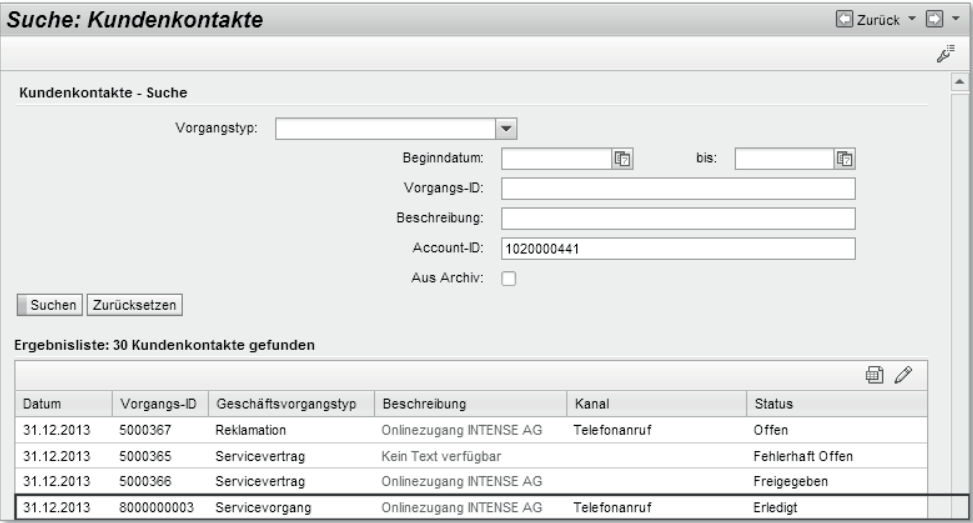 Suche: Kundenkontakte Zurück
Kundenkontakte - Suche
Vorgangstyp:
Beginndatum: bis:
Vorgangs-ID:
Beschreibung:
Account-ID: 1020000441
Aus Archiv:
Suchen Zurücksetzen
Ergebnisliste: 30 Kundenkontakte gefunden
Datum Vorgangs-ID Geschäftsvorgangstyp Beschreibung Kanal Status
31.12.2013 5000367 Reklamation Onlinezugang INTENSE AG Telefonanruf Offen
31.12.2013 5000365 Servicevertrag Kein Text verfügbar Fehlerhaft Offen
31.12.2013 5000366 Servicevertrag Onlinezugang INTENSE AG Freigegeben
31.12.2013 8000000003 Servicevorgang Onlinezugang INTENSE AG Telefonanruf Erledigt